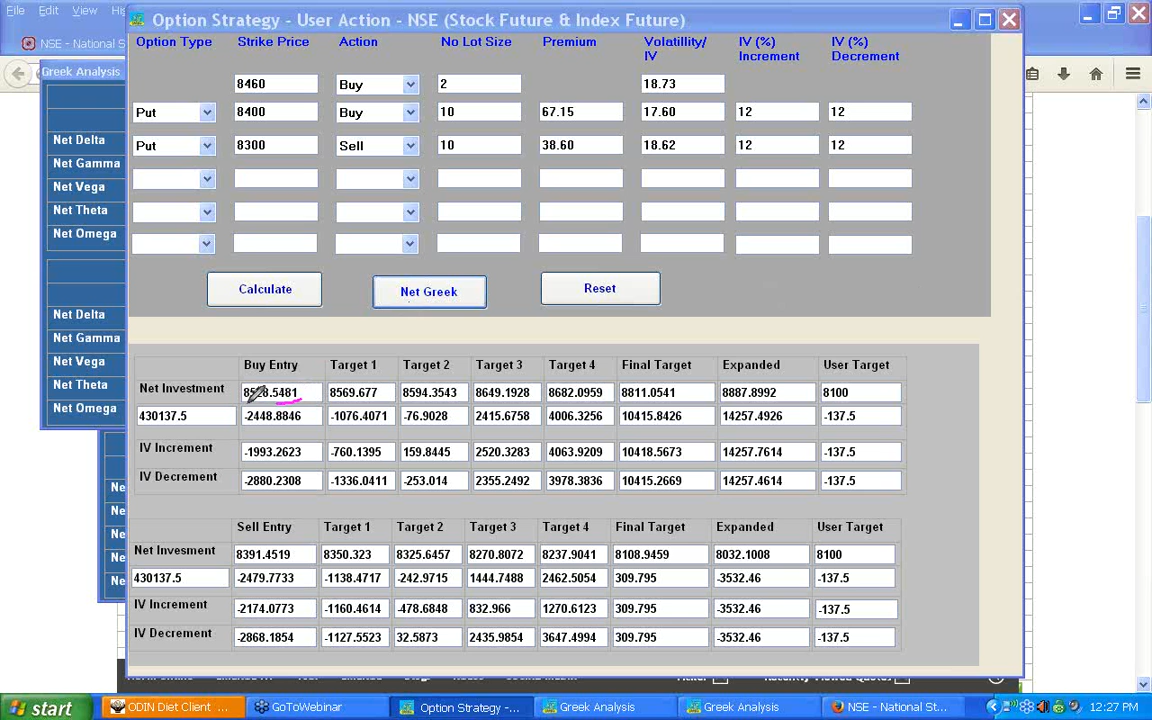 File Edit Vi
Option Strategy - User Action - NSE (Stock Future & Index Future)
NSE - National S
Greek Analysis
Option Type Strike Price Action No Lot Size Premium Volatillity/ IV IV (%) Increment IV (%) Decrement
8460 Buy 2 18.73
Put 8400 Buy 10 67.15 17.60 12 12
Put 8300 Sell 10 38.60 18.62 12 12
Net Delta
Net Gamma
Net Vega
Net Theta
Net Omega
Calculate Net Greek Reset
Net Delta
Net Gamma
Net Vega
Net Theta
Net Omega
Buy Entry Target 1 Target 2 Target 3 Target 4 Final Target Expanded User Target
Net Investment 8569.677 8594.3543 8649.1928 8682.0959 8811.0541 8887.8992 8100
430137.5 -2448.8846 -1076.4071 -76.9028 2415.6758 4006.3256 10415.8426 14257.4926 -137.5
IV Increment -1993.2623 -760.1395 159.8445 2520.3283 4063.9209 10418.5673 14257.7614 -137.5
IV Decrement -2880.2308 -1336.0411 -253.014 2355.2492 3978.3836 10415.2669 14257.4614 -137.5
Sell Entry Target 1 Target 2 Target 3 Target 4 Final Target Expanded User Target
Net Invesment 8391.4519 8350.323 8325.6457 8270.8072 8237.9041 8108.9459 8032.1008 8100
430137.5 -2479.7733 -1138.4717 -242.9715 1444.7488 2462.5054 309.795 -3532.46 -137.5
IV Increment -2174.0773 -1160.4614 -478.6848 832.966 1270.6123 309.795 -3532.46 -137.5
IV Decrement -2868.1854 -1127.5523 32.5873 2435.9854 3647.4994 309.795 -3532.46 -137.5
Ne
Ne
Ne
Ne
Ne
start ODIN Diet Client ... GoToWebinar Option Strategy -... Greek Analysis Greek Analysis NSE - National St... 12:27 PM